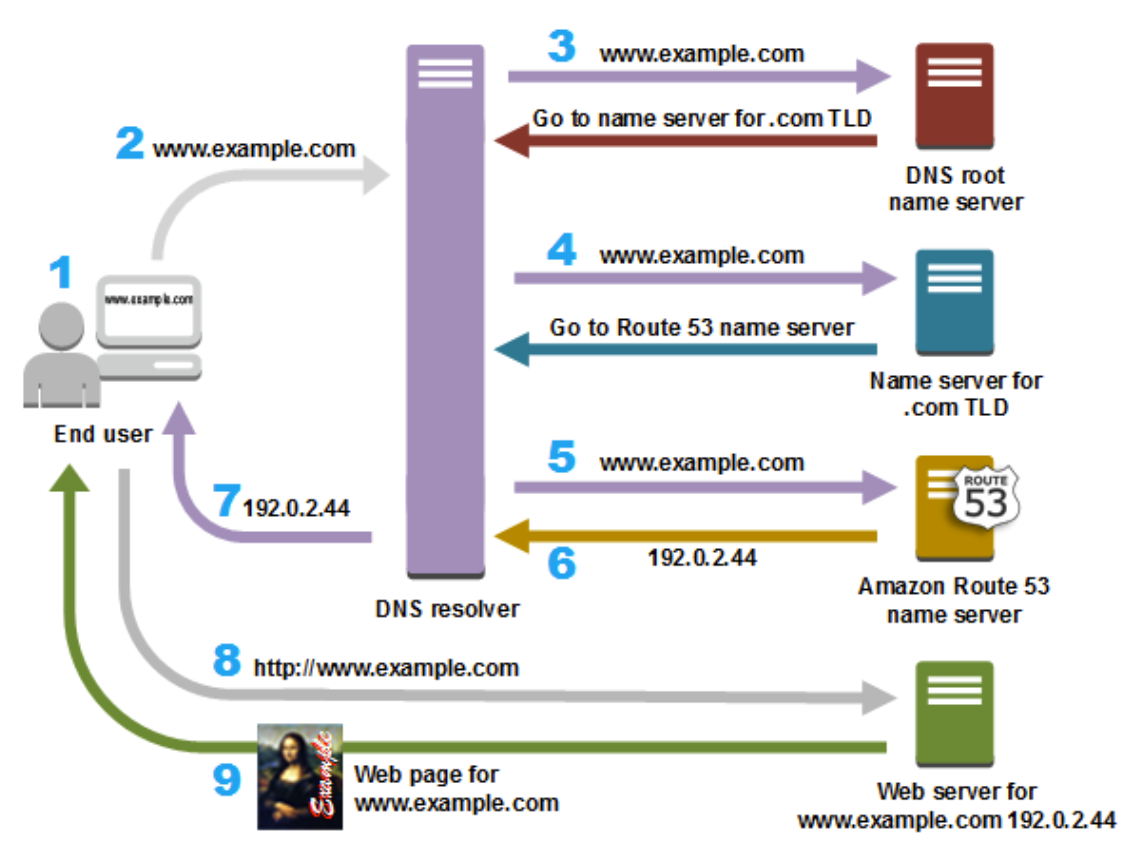 3 www.example.com
Go to name server for .com TLD
DNS root
name server
2 www.example.com
1
www.example.com
End user
4 www.example.com
Go to Route 53 name server
Name server for
.com TLD
5 www.example.com
ROUTE
53
6 192.0.2.44
Amazon Route 53
name server
7 192.0.2.44
DNS resolver
8 http://www.example.com
9 Example
Web page for
www.example.com
Web server for
www.example.com 192.0.2.44